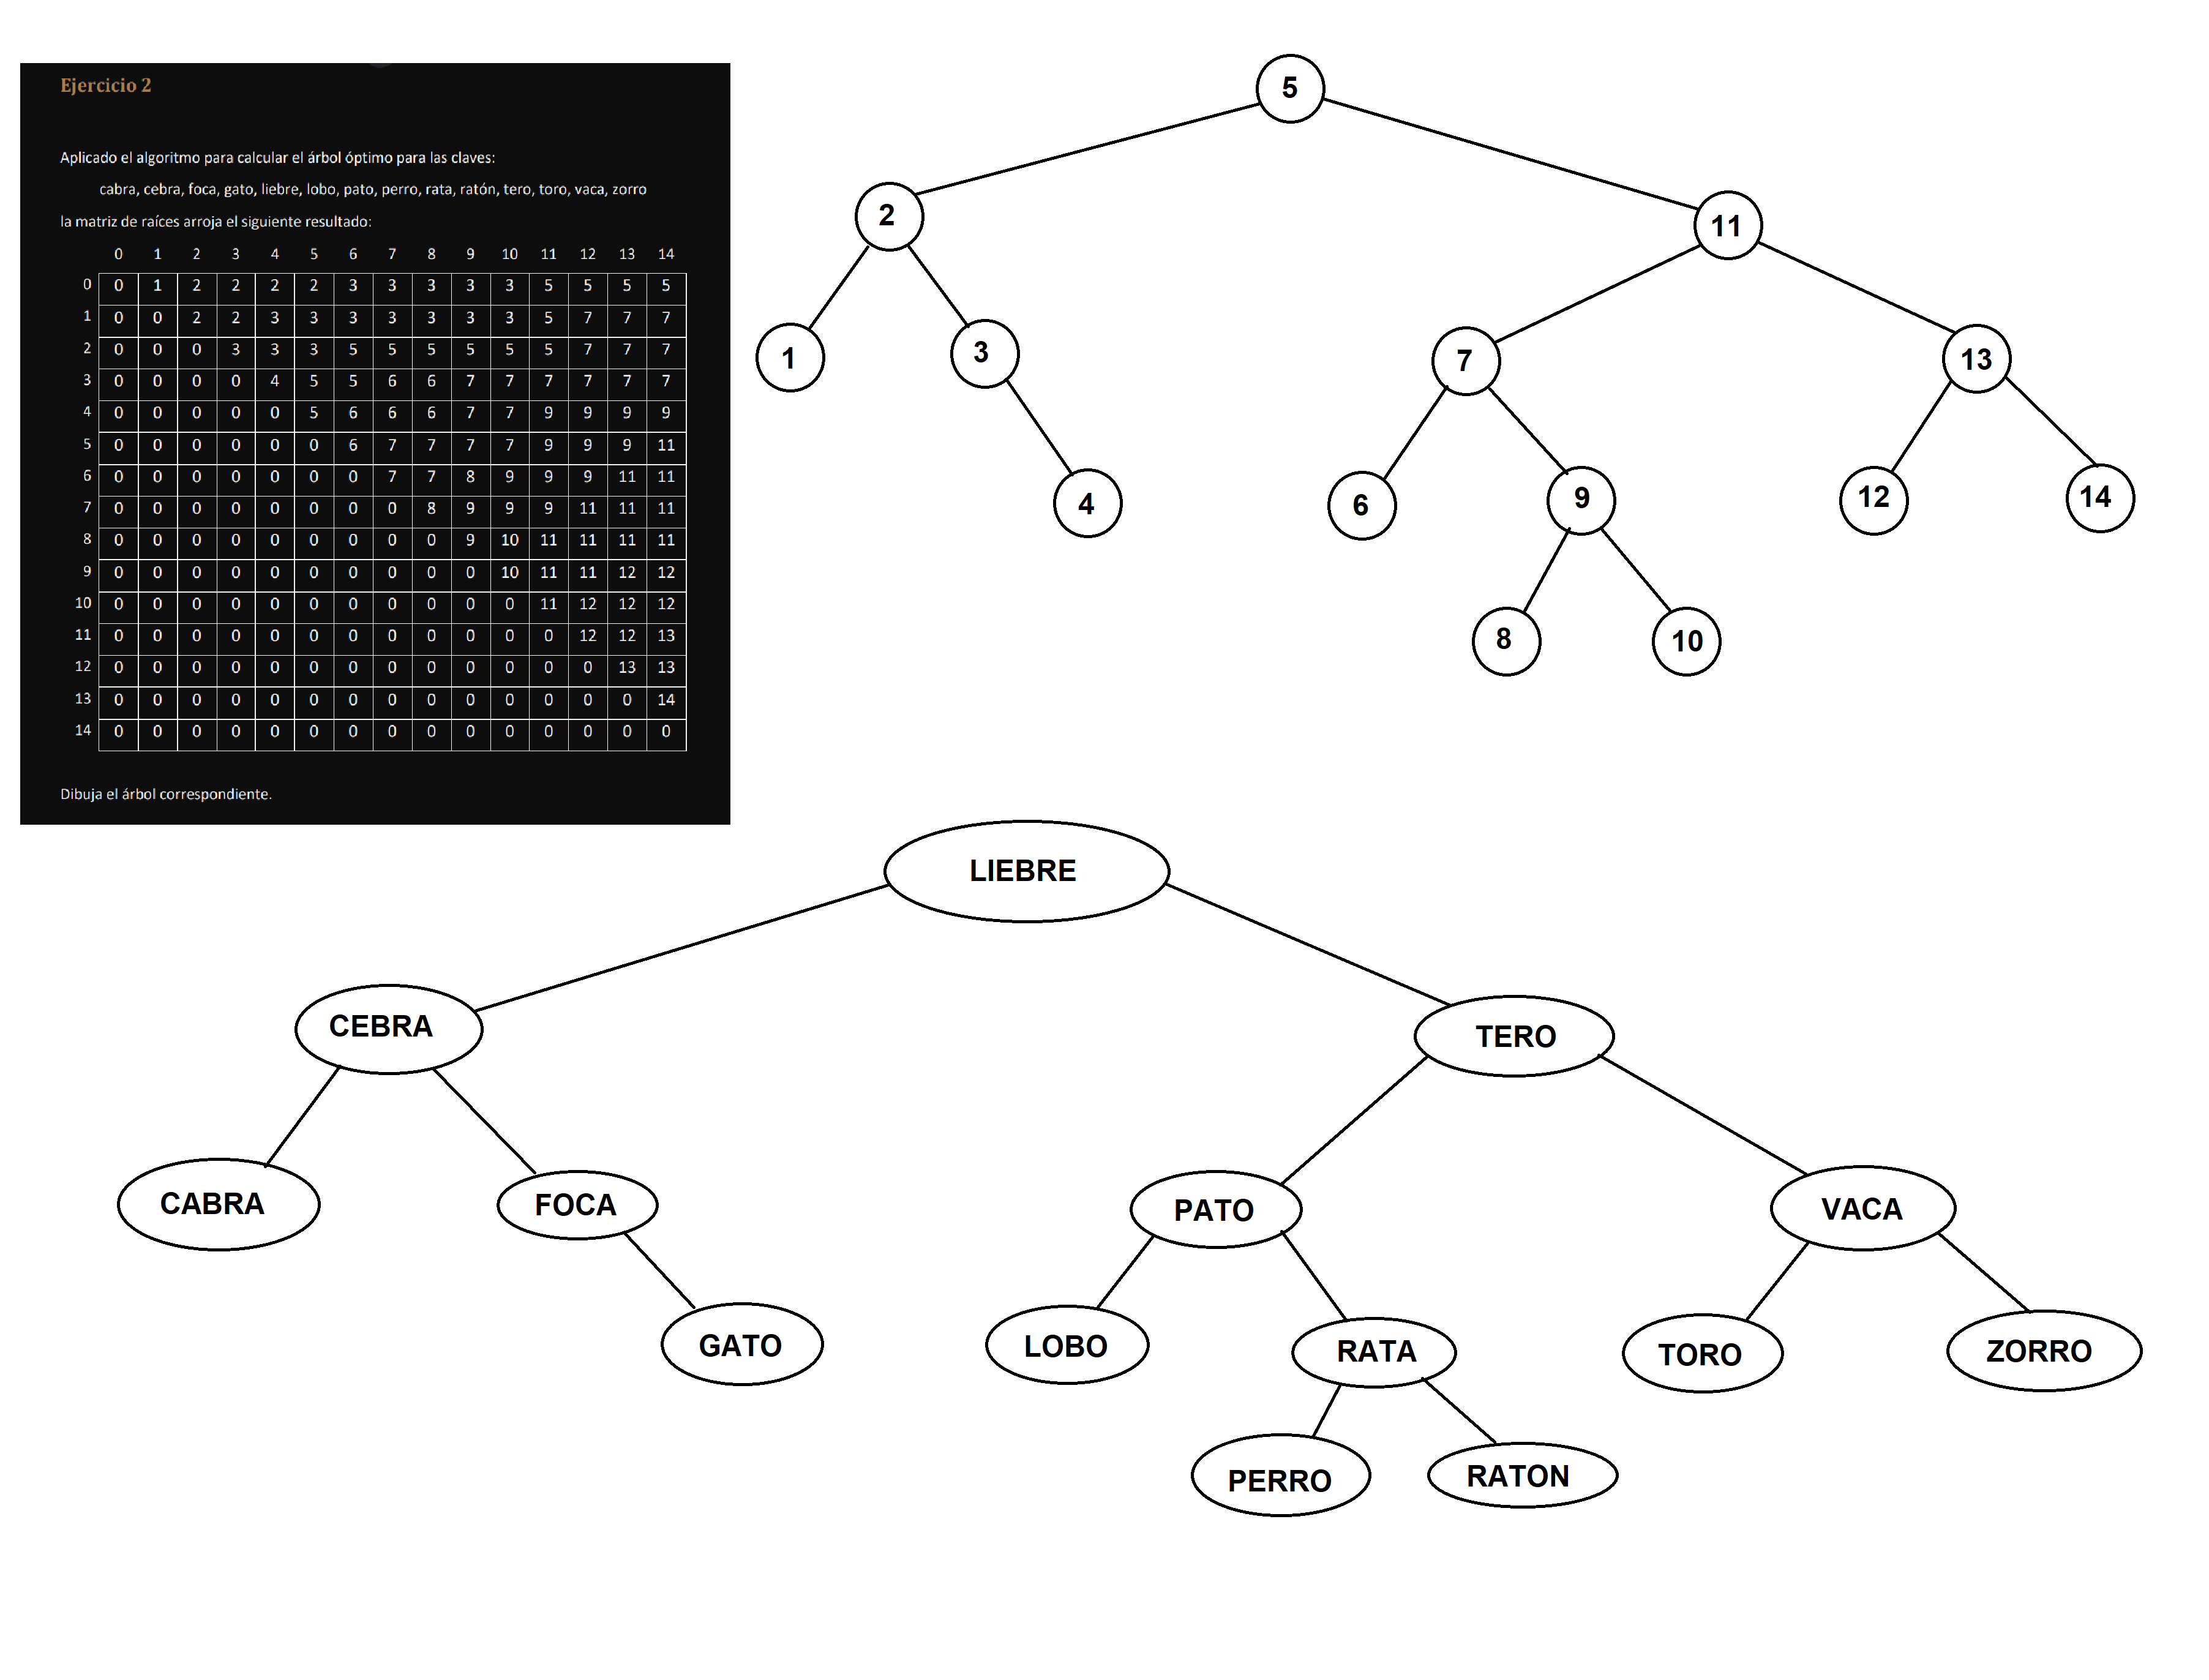 Ejercicio 2
Aplicado el algoritmo para calcular el árbol óptimo para las claves:
cabra, cebra, foca, gato, liebre, lobo, pato, perro, rata, ratón, tero, toro, vaca, zorro
la matriz de raíces arroja el siguiente resultado:
0 1 2 3 4 5 6 7 8 9 10 11 12 13 14
0 0 1 2 2 2 2 3 3 3 3 3 5 5 5 5
1 0 0 2 2 3 3 3 3 3 3 3 5 7 7 7
2 0 0 0 3 3 3 5 5 5 5 5 5 7 7 7
3 0 0 0 0 4 5 5 6 6 7 7 7 7 7 7
4 0 0 0 0 0 5 6 6 6 7 7 9 9 9 9
5 0 0 0 0 0 0 6 7 7 7 7 9 9 9 11
6 0 0 0 0 0 0 0 7 7 8 9 9 9 11 11
7 0 0 0 0 0 0 0 0 8 9 9 9 11 11 11
8 0 0 0 0 0 0 0 0 0 9 10 11 11 11 11
9 0 0 0 0 0 0 0 0 0 0 10 11 11 12 12
10 0 0 0 0 0 0 0 0 0 0 0 11 12 12 12
11 0 0 0 0 0 0 0 0 0 0 0 0 12 12 13
12 0 0 0 0 0 0 0 0 0 0 0 0 0 13 13
13 0 0 0 0 0 0 0 0 0 0 0 0 0 0 14
14 0 0 0 0 0 0 0 0 0 0 0 0 0 0 0
Dibuja el árbol correspondiente.
5
2 11
1 3 7 13
4 6 9 12 14
8 10
LIEBRE
CEBRA TERO
CABRA FOCA PATO VACA
GATO LOBO RATA TORO ZORRO
PERRO RATON